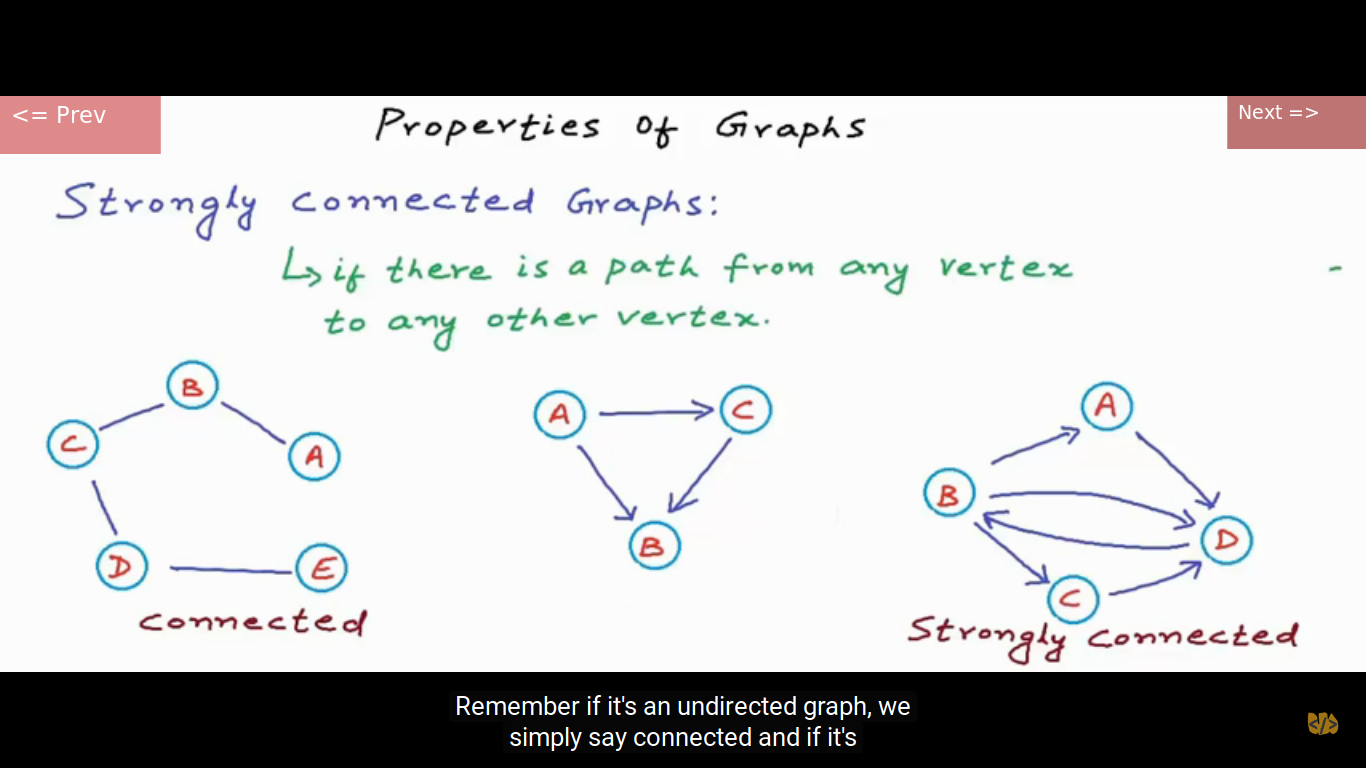 <= Prev
Next =>
Properties of Graphs
Strongly connected Graphs:
↳ if there is a path from any vertex
to any other vertex.
B
C
A
D
E
connected
A
C
B
A
B
D
C
Strongly connected
Remember if it's an undirected graph, we
simply say connected and if it's